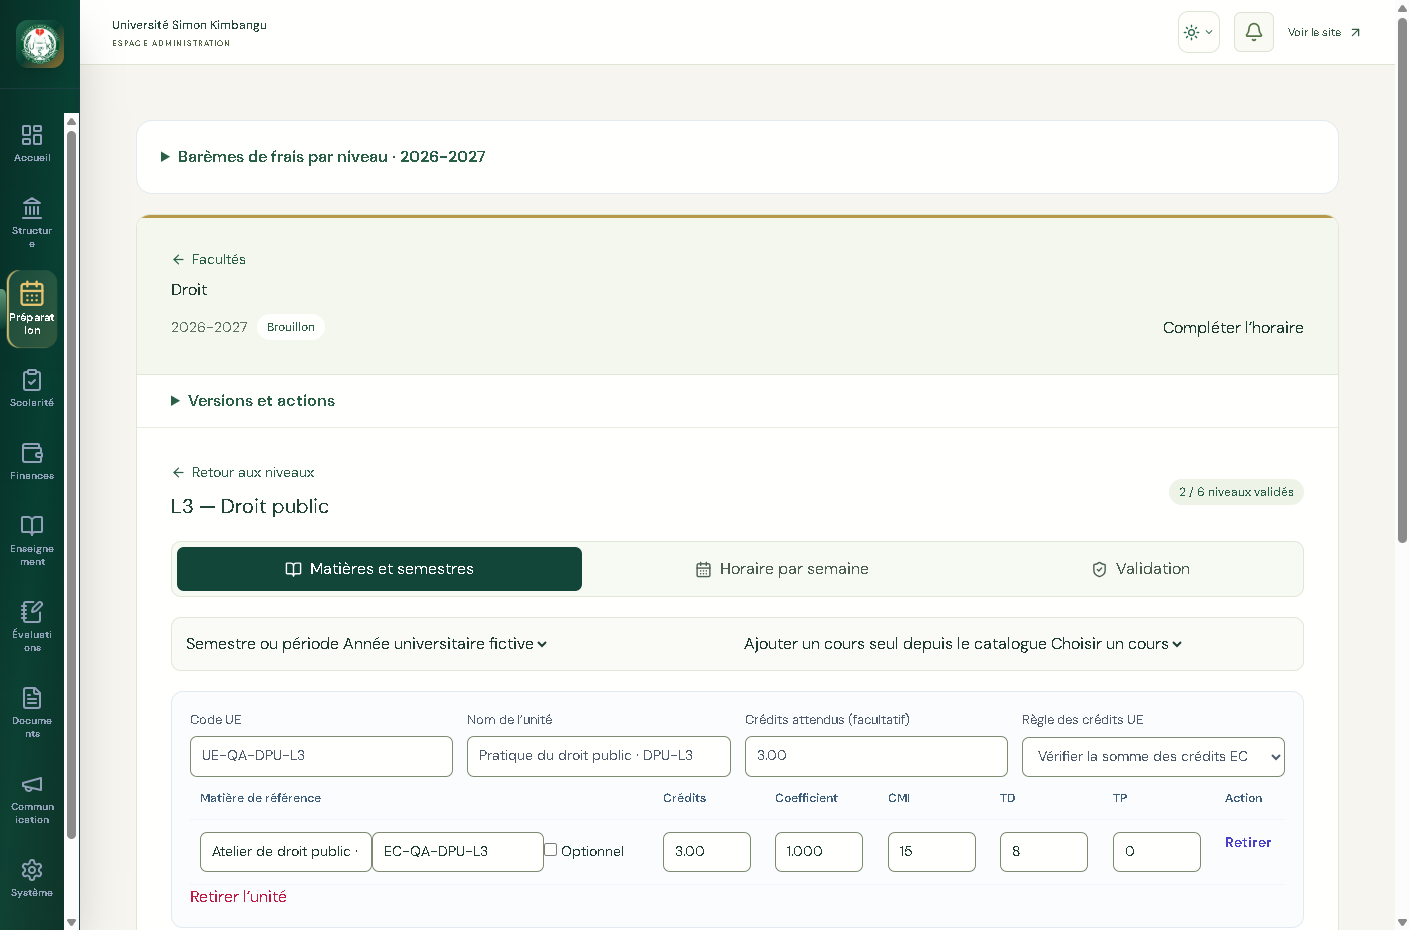 Université Simon Kimbangu
ESPACE ADMINISTRATION
Voir le site
Accueil
Structur
e
Préparat
ion
Scolarité
Finances
Enseigne
ment
Évaluati
ons
Docume
nts
Commun
ication
Système
Barèmes de frais par niveau · 2026-2027
Facultés
Droit
2026-2027 Brouillon
Compléter l’horaire
Versions et actions
Retour aux niveaux
L3 — Droit public
2 / 6 niveaux validés
Matières et semestres
Horaire par semaine
Validation
Semestre ou période Année universitaire fictive
Ajouter un cours seul depuis le catalogue Choisir un cours
Code UE
Nom de l’unité
Crédits attendus (facultatif)
Règle des crédits UE
UE-QA-DPU-L3
Pratique du droit public · DPU-L3
3.00
Vérifier la somme des crédits EC
Matière de référence
Crédits
Coefficient
CMI
TD
TP
Action
Atelier de droit public ·
EC-QA-DPU-L3
Optionnel
3.00
1.000
15
8
0
Retirer
Retirer l’unité